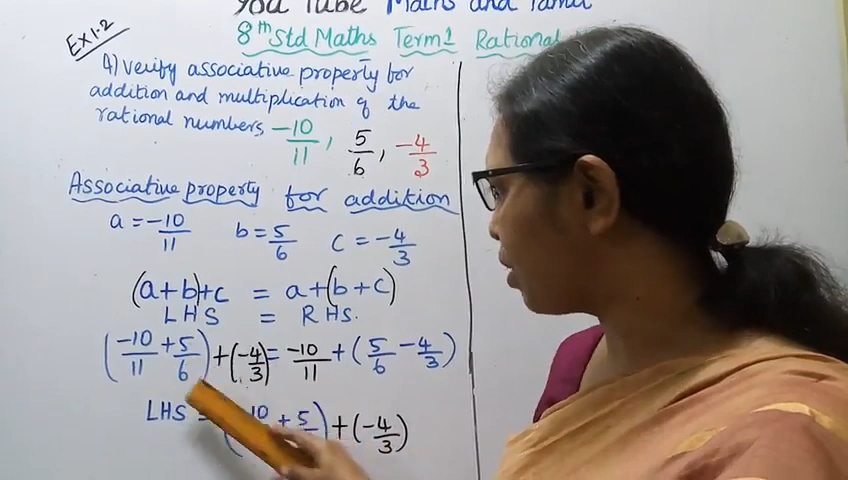 You Tube Maths and Tamil
8th Std Maths Term 1 Rational
Ex 1.2
4) Verify associative property for
addition and multiplication of the
rational numbers, -10/11, 5/6, -4/3
Associative property for addition
a = -10/11 b = 5/6 c = -4/3
(a+b)+c = a+(b+c)
LHS = RHS.
(-10/11 + 5/6) + (-4/3) = -10/11 + (5/6 - 4/3)
LHS = ( 10 + 5 ) + (-4/3)